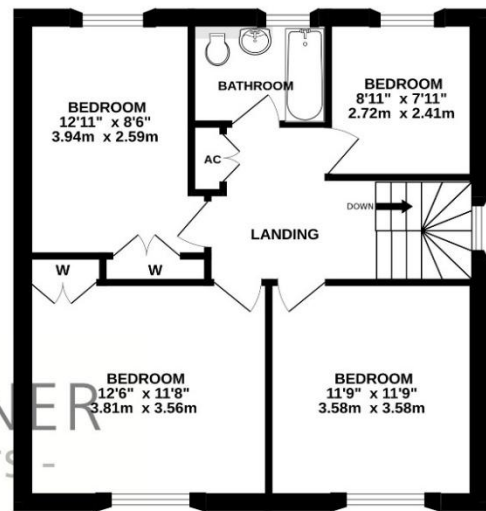 BEDROOM
12'11" x 8'6"
3.94m x 2.59m
BATHROOM
BEDROOM
8'11" x 7'11"
2.72m x 2.41m
AC
DOWN
LANDING
W
W
BEDROOM
12'6" x 11'8"
3.81m x 3.56m
BEDROOM
11'9" x 11'9"
3.58m x 3.58m